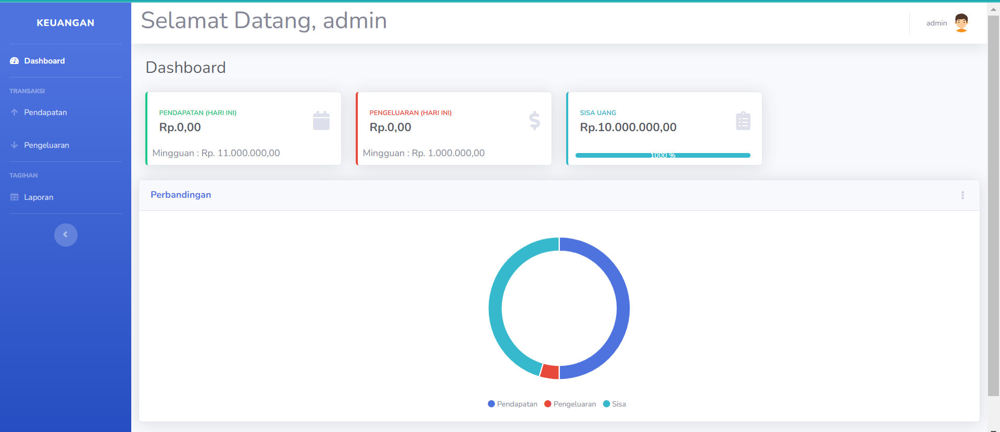 KEUANGAN
Selamat Datang, admin
admin
Dashboard
TRANSAKSI
Pendapatan
Pengeluaran
TAGIHAN
Laporan
Dashboard
PENDAPATAN (HARI INI)
Rp.0,00
Mingguan : Rp. 11.000.000,00
PENGELUARAN (HARI INI)
Rp.0,00
Mingguan : Rp. 1.000.000,00
SISA UANG
Rp.10.000.000,00
1000 %
Perbandingan
Pendapatan Pengeluaran Sisa